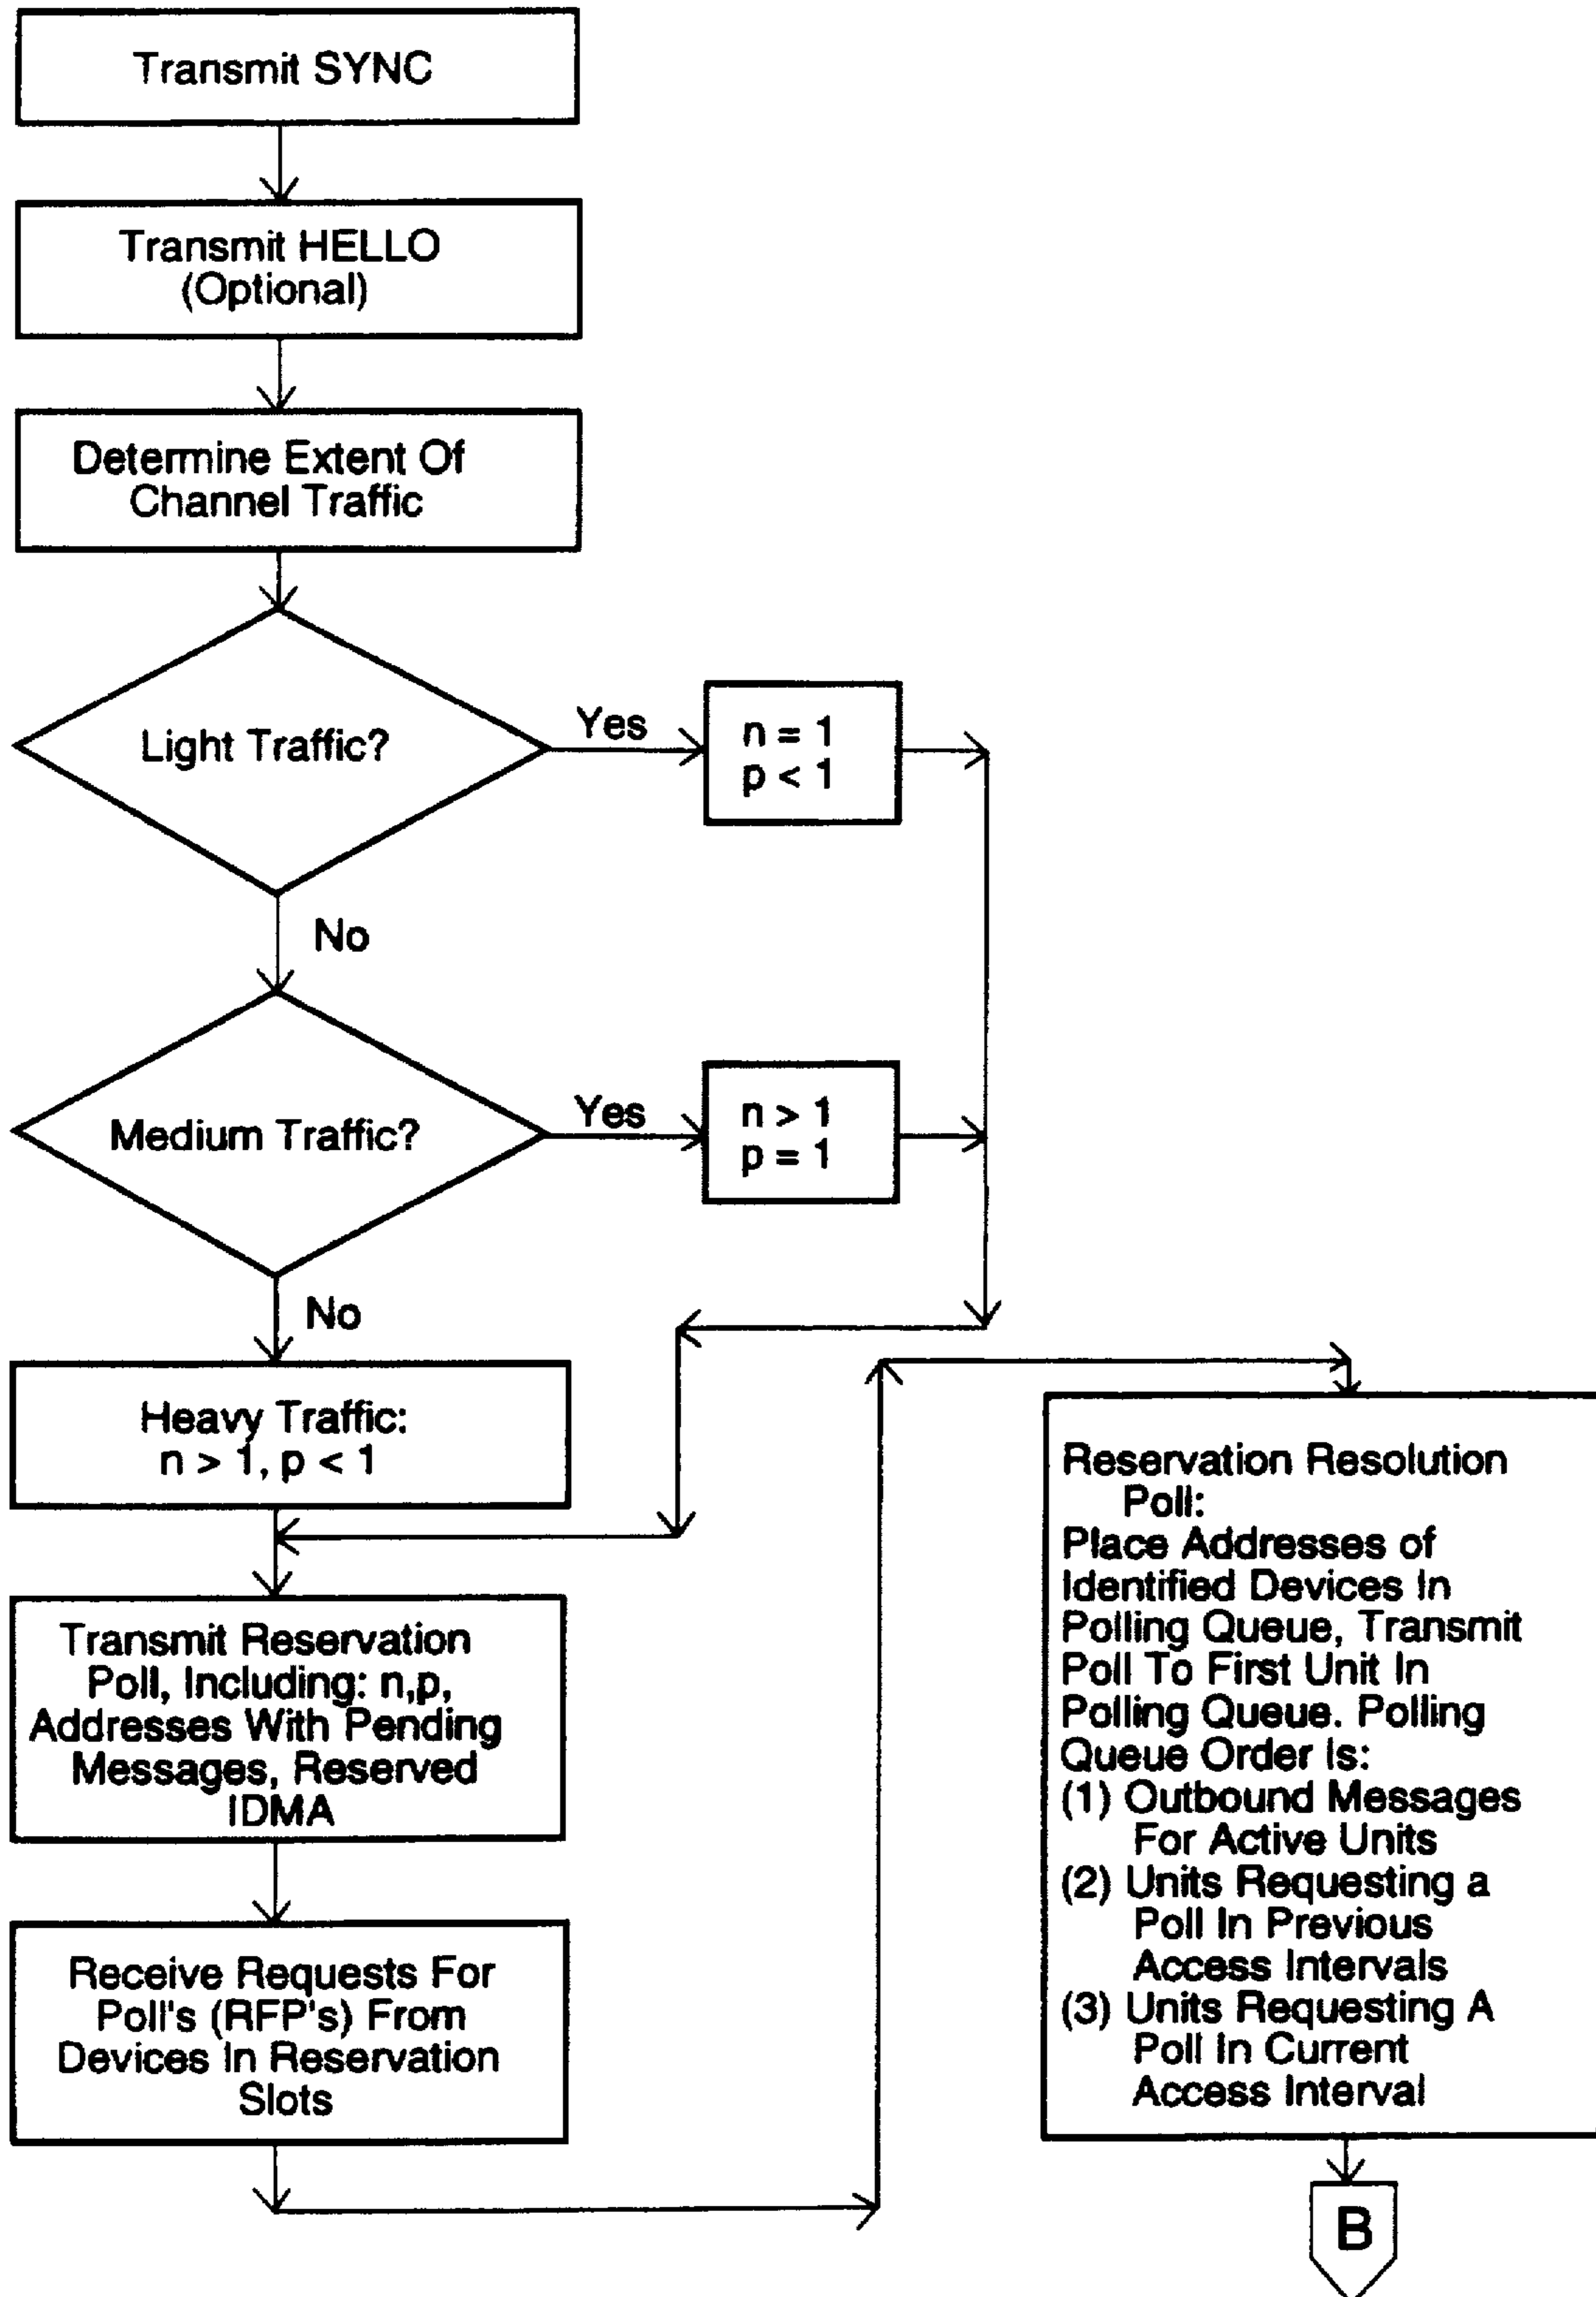 Transmit SYNC
Transmit HELLO
(Optional)
Determine Extent Of
Channel Traffic
Light Traffic?
Yes
n = 1
p < 1
No
Medium Traffic?
Yes
n > 1
p = 1
No
Heavy Traffic:
n > 1, p < 1
Transmit Reservation
Poll, Including: n,p,
Addresses With Pending
Messages, Reserved
IDMA
Receive Requests For
Poll's (RFP's) From
Devices In Reservation
Slots
Reservation Resolution
Poll:
Place Addresses of
Identified Devices In
Polling Queue, Transmit
Poll To First Unit In
Polling Queue. Polling
Queue Order Is:
(1) Outbound Messages
For Active Units
(2) Units Requesting a
Poll In Previous
Access Intervals
(3) Units Requesting A
Poll In Current
Access Interval
B